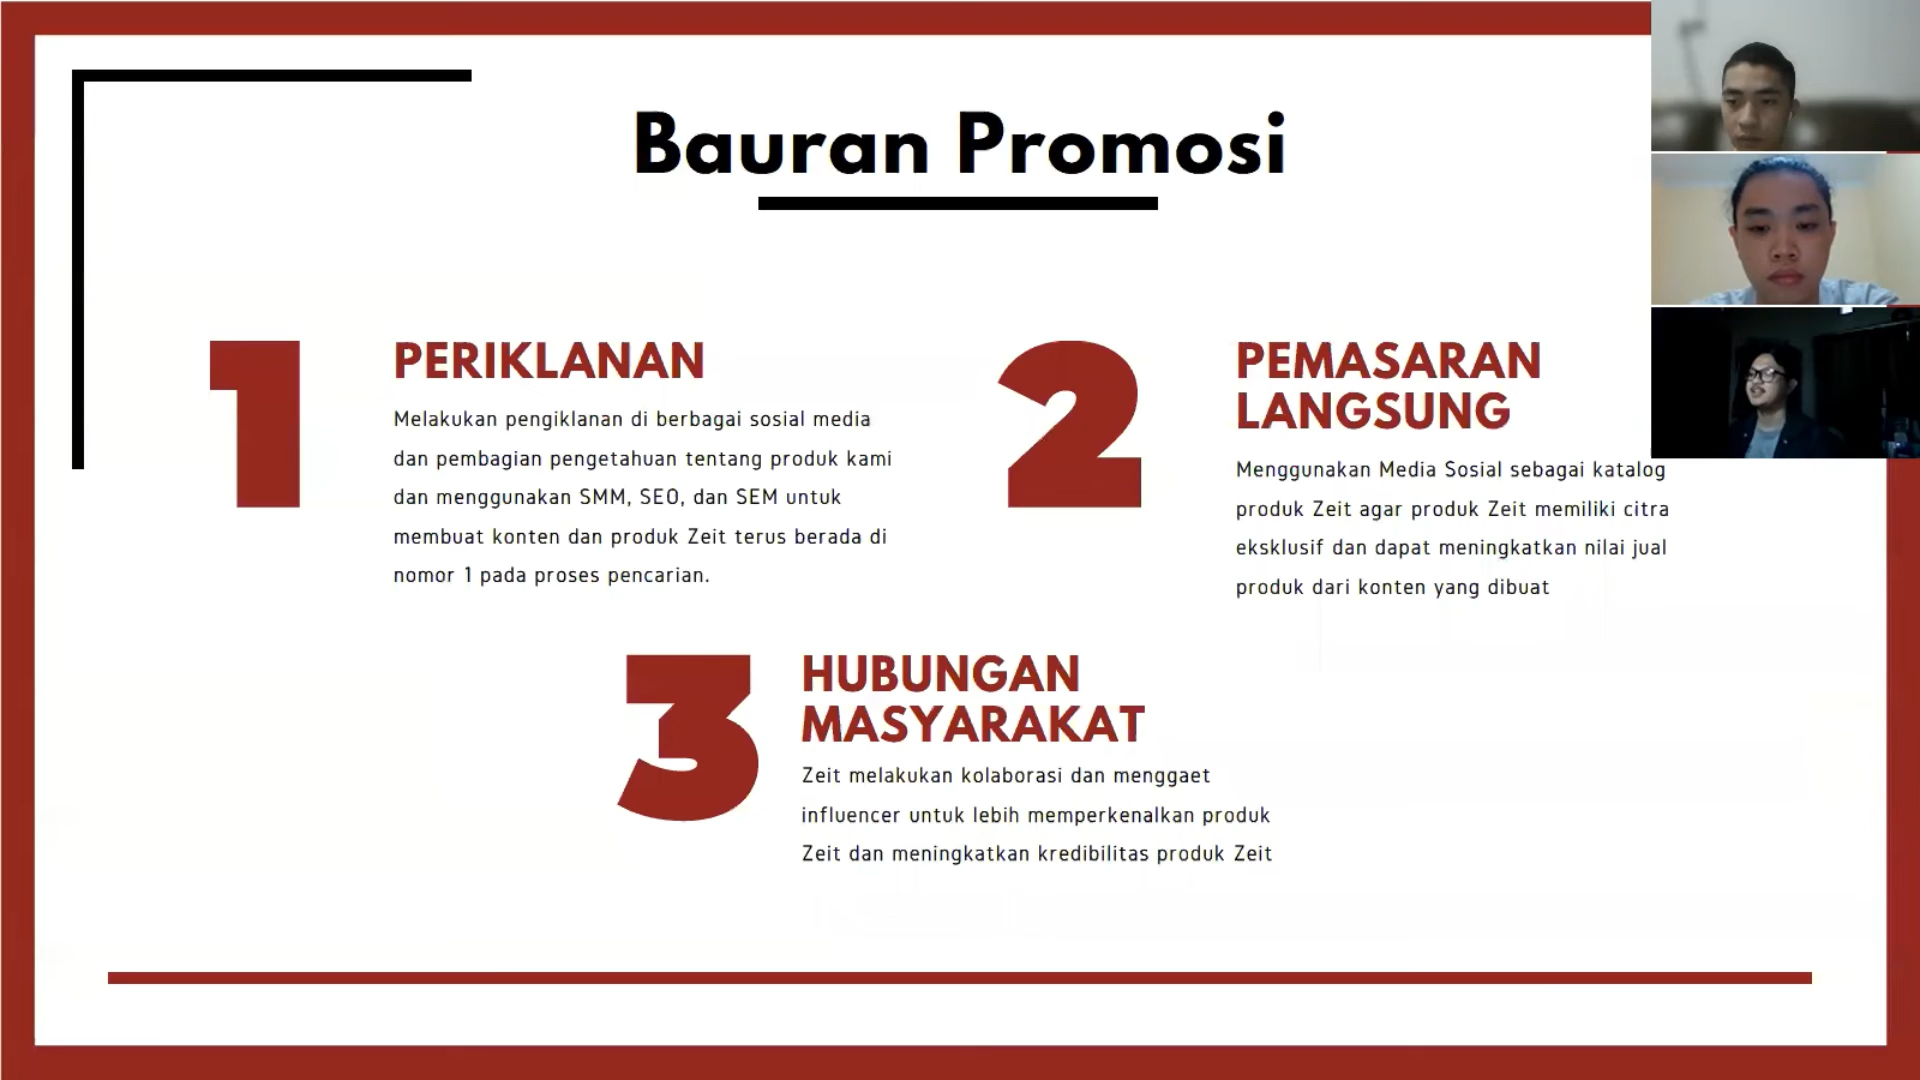 Bauran Promosi
1
PERIKLANAN
Melakukan pengiklanan di berbagai sosial media
dan pembagian pengetahuan tentang produk kami
dan menggunakan SMM, SEO, dan SEM untuk
membuat konten dan produk Zeit terus berada di
nomor 1 pada proses pencarian.
2
PEMASARAN
LANGSUNG
Menggunakan Media Sosial sebagai katalog
produk Zeit agar produk Zeit memiliki citra
eksklusif dan dapat meningkatkan nilai jual
produk dari konten yang dibuat
3
HUBUNGAN
MASYARAKAT
Zeit melakukan kolaborasi dan menggaet
influencer untuk lebih memperkenalkan produk
Zeit dan meningkatkan kredibilitas produk Zeit